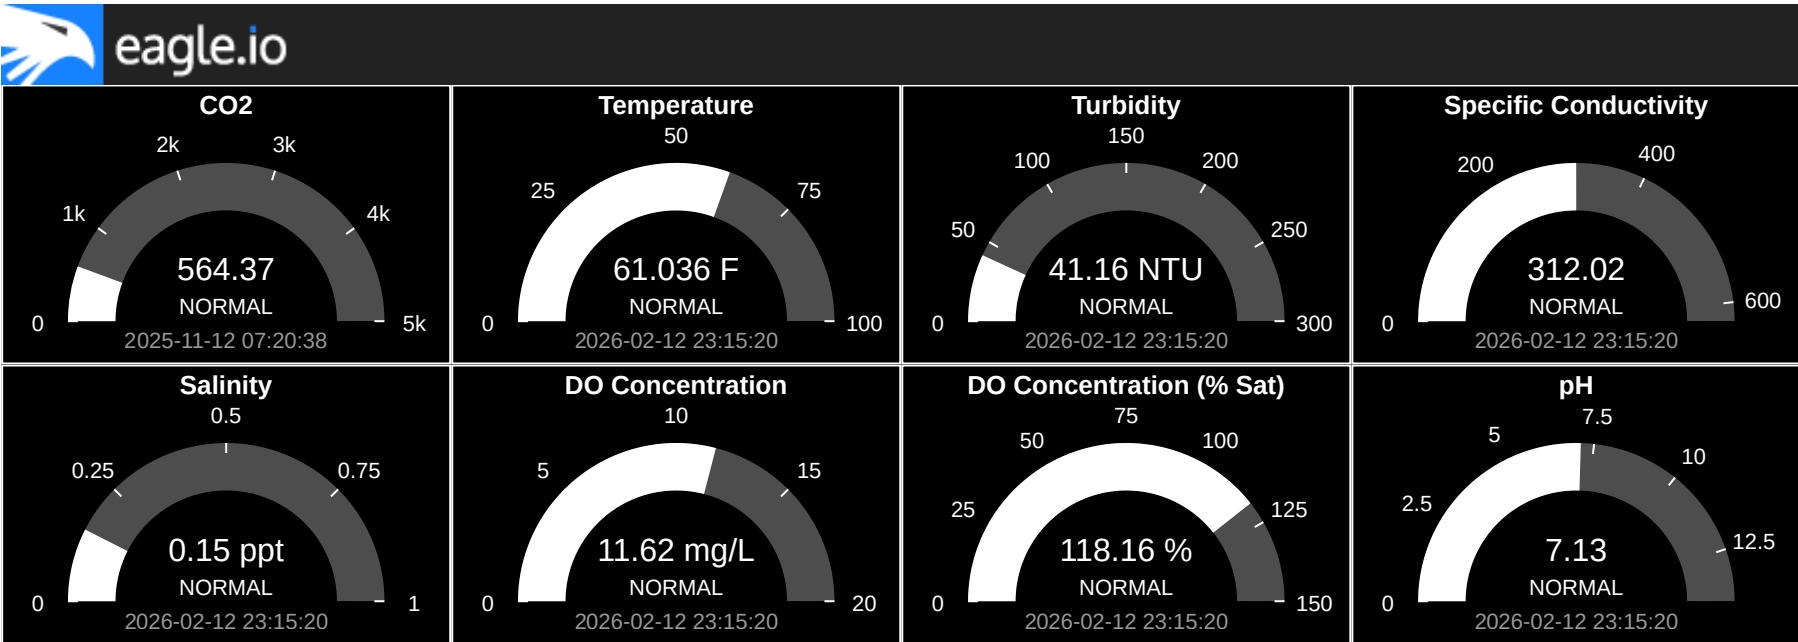 eagle.io
CO2
0
1k
2k
3k
4k
5k
564.37
NORMAL
2025-11-12 07:20:38
Temperature
0
25
50
75
100
61.036 F
NORMAL
2026-02-12 23:15:20
Turbidity
0
50
100
150
200
250
300
41.16 NTU
NORMAL
2026-02-12 23:15:20
Specific Conductivity
0
200
400
600
312.02
NORMAL
2026-02-12 23:15:20
Salinity
0
0.25
0.5
0.75
1
0.15 ppt
NORMAL
2026-02-12 23:15:20
DO Concentration
0
5
10
15
20
11.62 mg/L
NORMAL
2026-02-12 23:15:20
DO Concentration (% Sat)
0
25
50
75
100
125
150
118.16 %
NORMAL
2026-02-12 23:15:20
pH
0
2.5
5
7.5
10
12.5
7.13
NORMAL
2026-02-12 23:15:20